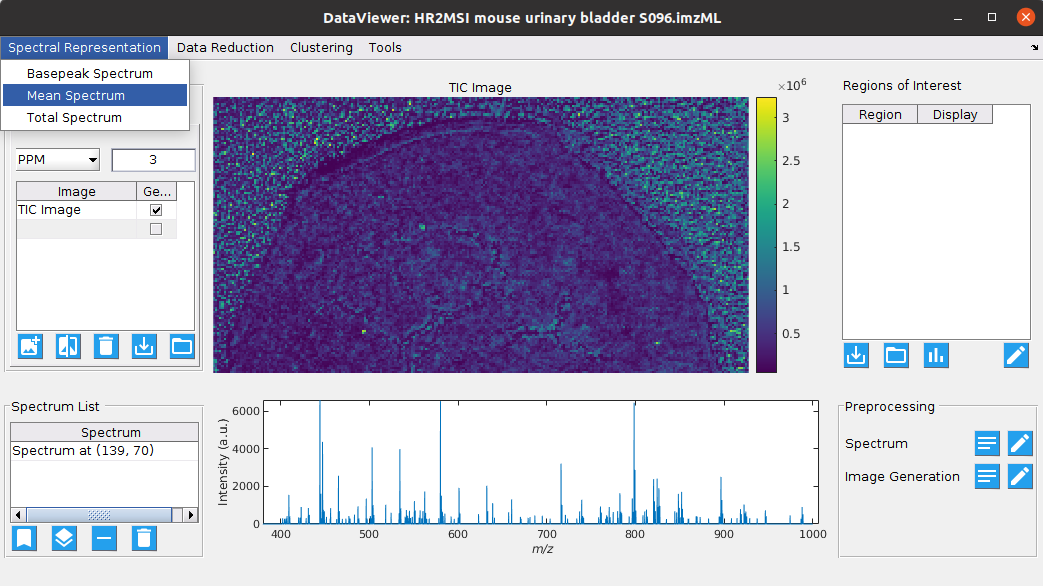 DataViewer: HR2MSI mouse urinary bladder S096.imzML
Spectral Representation Data Reduction Clustering Tools
Basepeak Spectrum
Mean Spectrum
Total Spectrum
PPM 3
Image Ge...
TIC Image
TIC Image
×10^6
3
2.5
2
1.5
1
0.5
Regions of Interest
Region Display
Spectrum List
Spectrum
Spectrum at (139, 70)
Intensity (a.u.)
6000
4000
2000
0
400 500 600 700 800 900 1000
m/z
Preprocessing
Spectrum
Image Generation